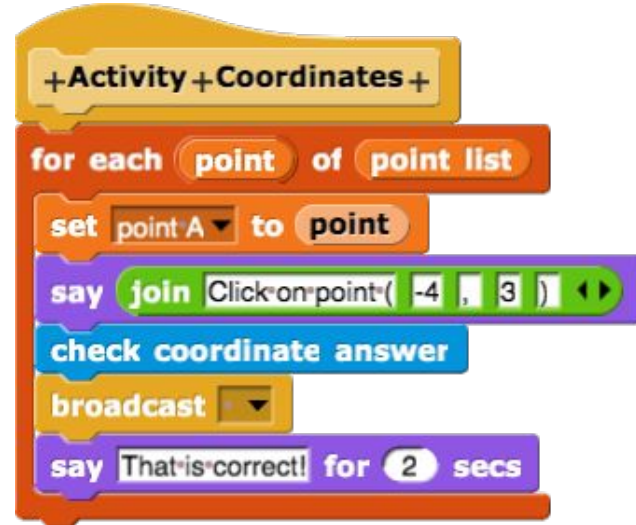 +Activity+Coordinates+
for each point of point list
set point A to point
say join Click on point ( -4 , 3 )
check coordinate answer
broadcast
say That is correct! for 2 secs